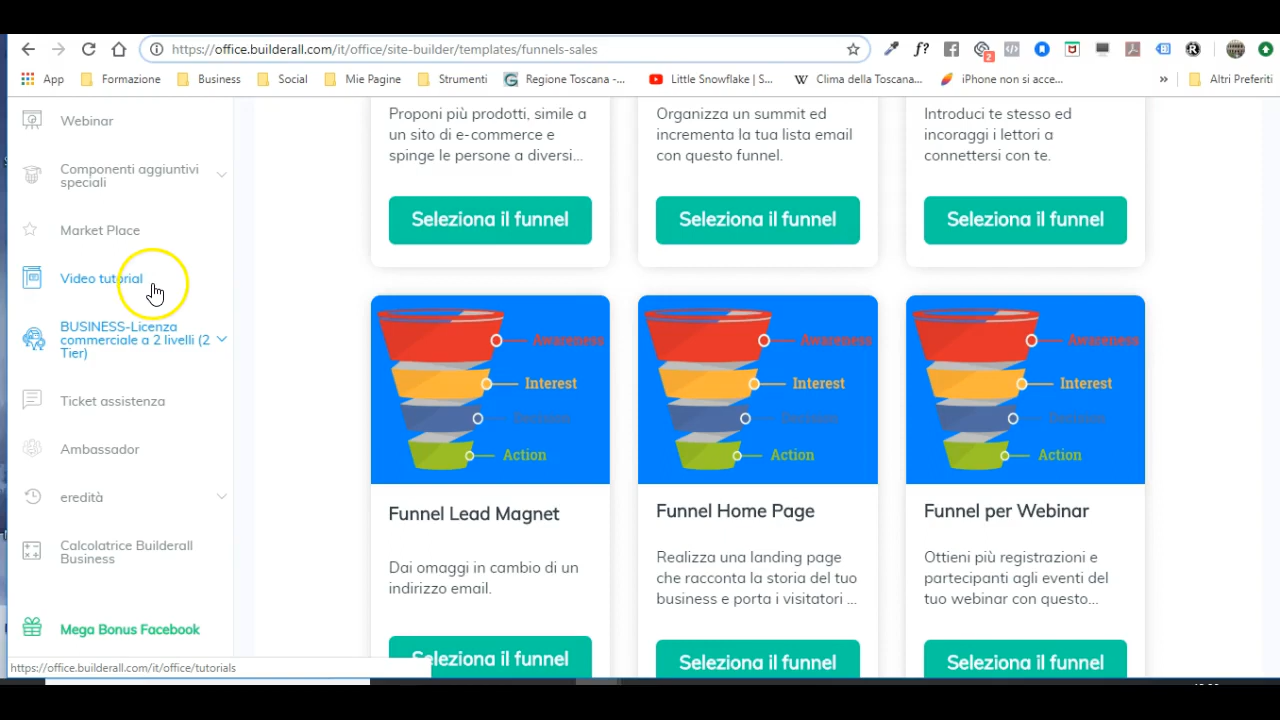 https://office.builderall.com/it/office/site-builder/templates/funnels-sales
f?
2
App
Formazione
Business
Social
Mie Pagine
Strumenti
Regione Toscana -...
Little Snowflake | S...
Clima della Toscana...
iPhone non si acce...
»
Altri Preferiti
Webinar
Componenti aggiuntivi
speciali
Market Place
Video tutorial
BUSINESS-Licenza
commerciale a 2 livelli (2
Tier)
Ticket assistenza
Ambassador
eredità
Calcolatrice Builderall
Business
Mega Bonus Facebook
https://office.builderall.com/it/office/tutorials
Proponi più prodotti, simile a
un sito di e-commerce e
spinge le persone a diversi...
Seleziona il funnel
Organizza un summit ed
incrementa la tua lista email
con questo funnel.
Seleziona il funnel
Introduci te stesso ed
incoraggi i lettori a
connettersi con te.
Seleziona il funnel
Awareness
Interest
Decision
Action
Funnel Lead Magnet
Dai omaggi in cambio di un
indirizzo email.
Seleziona il funnel
Awareness
Interest
Decision
Action
Funnel Home Page
Realizza una landing page
che racconta la storia del tuo
business e porta i visitatori ...
Seleziona il funnel
Awareness
Interest
Decision
Action
Funnel per Webinar
Ottieni più registrazioni e
partecipanti agli eventi del
tuo webinar con questo...
Seleziona il funnel